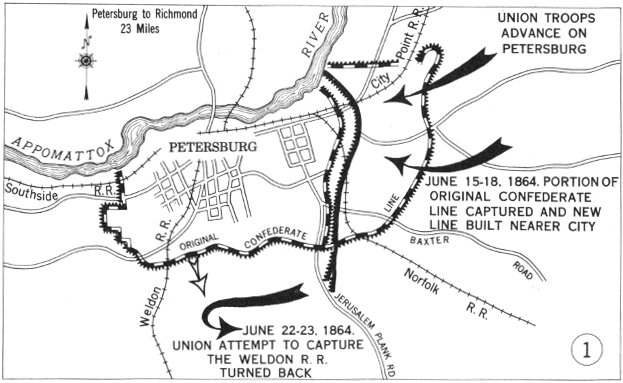 Petersburg to Richmond
23 Miles
N
UNION TROOPS
ADVANCE ON
PETERSBURG
RIVER
City Point R.R.
APPOMATTOX
PETERSBURG
Southside R.R.
JUNE 15-18, 1864. PORTION OF
ORIGINAL CONFEDERATE
LINE CAPTURED AND NEW
LINE BUILT NEARER CITY
ORIGINAL CONFEDERATE LINE
BAXTER ROAD
Weldon R.R.
Norfolk R.R.
JERUSALEM PLANK RD
JUNE 22-23, 1864.
UNION ATTEMPT TO CAPTURE
THE WELDON R. R.
TURNED BACK
1